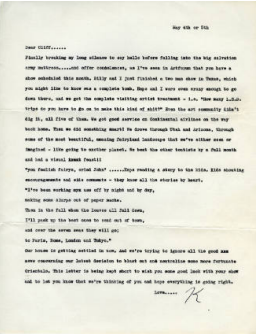 May 4th or 5th
Dear Cliff.....
Finally breaking my long silence to say hello before falling into the big salvation
army mattress.....and offer condolences, as I've seen in Artforum that you have a
show scheduled this month. Billy and I just finished a two man show in Texas, which
you might like to know was a complete bomb. Hope and I were even crazy enough to go
down there, and we got the complete visiting artist treatment - i.e. "How many L.S.D.
trips do you have to go on to make this kind of shit?" Even the art community didn't
dig it, all five of them. We got good service on Continental airlines on the way
back home. Then we did something smart! We drove through Utah and Arizona, through
some of the most beautiful, amazing fairyland landscape that we've either seen or
imagined - like going to another planet. We beat the other tourists by a full month
and had a visual feast!
"you foolish fairys, cried John" .......Hope reading a story to the kids. Kids shouting
encouragements and side comments - they know all the stories by heart.
"I've been working my ass off by night and by day,
making some dirps out of paper mache.
Then in the fall when the leaves all fall down,
I'll pack up the best ones to send out of town,
and over the seven seas they will go;
to Paris, Rome, London and Tokyo."
Our house is getting settled in now. And we're trying to ignore all the good men
news concerning our latest decision to blast out and neutralize some more fortunate
Orientals. This letter is being kept short to wish you some good luck with your show
and to let you know that we're thinking of you and hope everything is going right.
Love.....
K